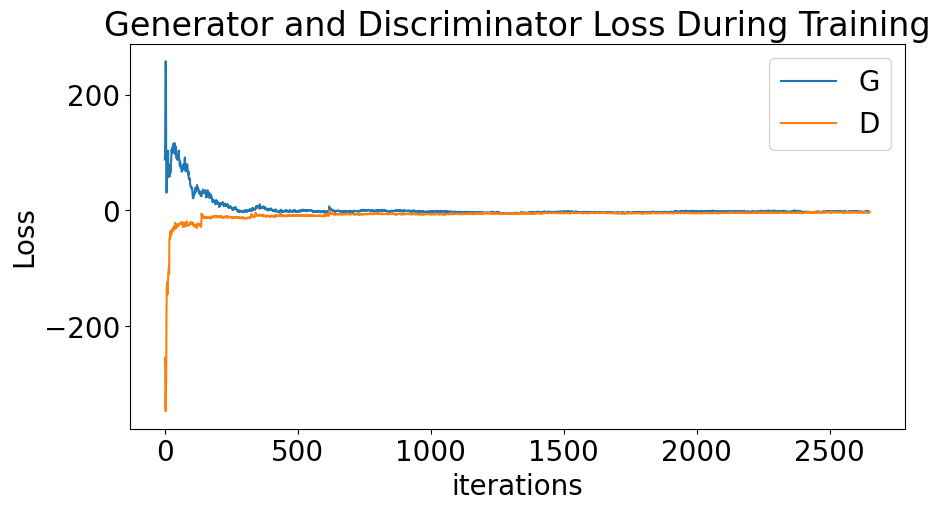 Generator and Discriminator Loss During Training
G
D
200
0
−200
Loss
0 500 1000 1500 2000 2500
iterations